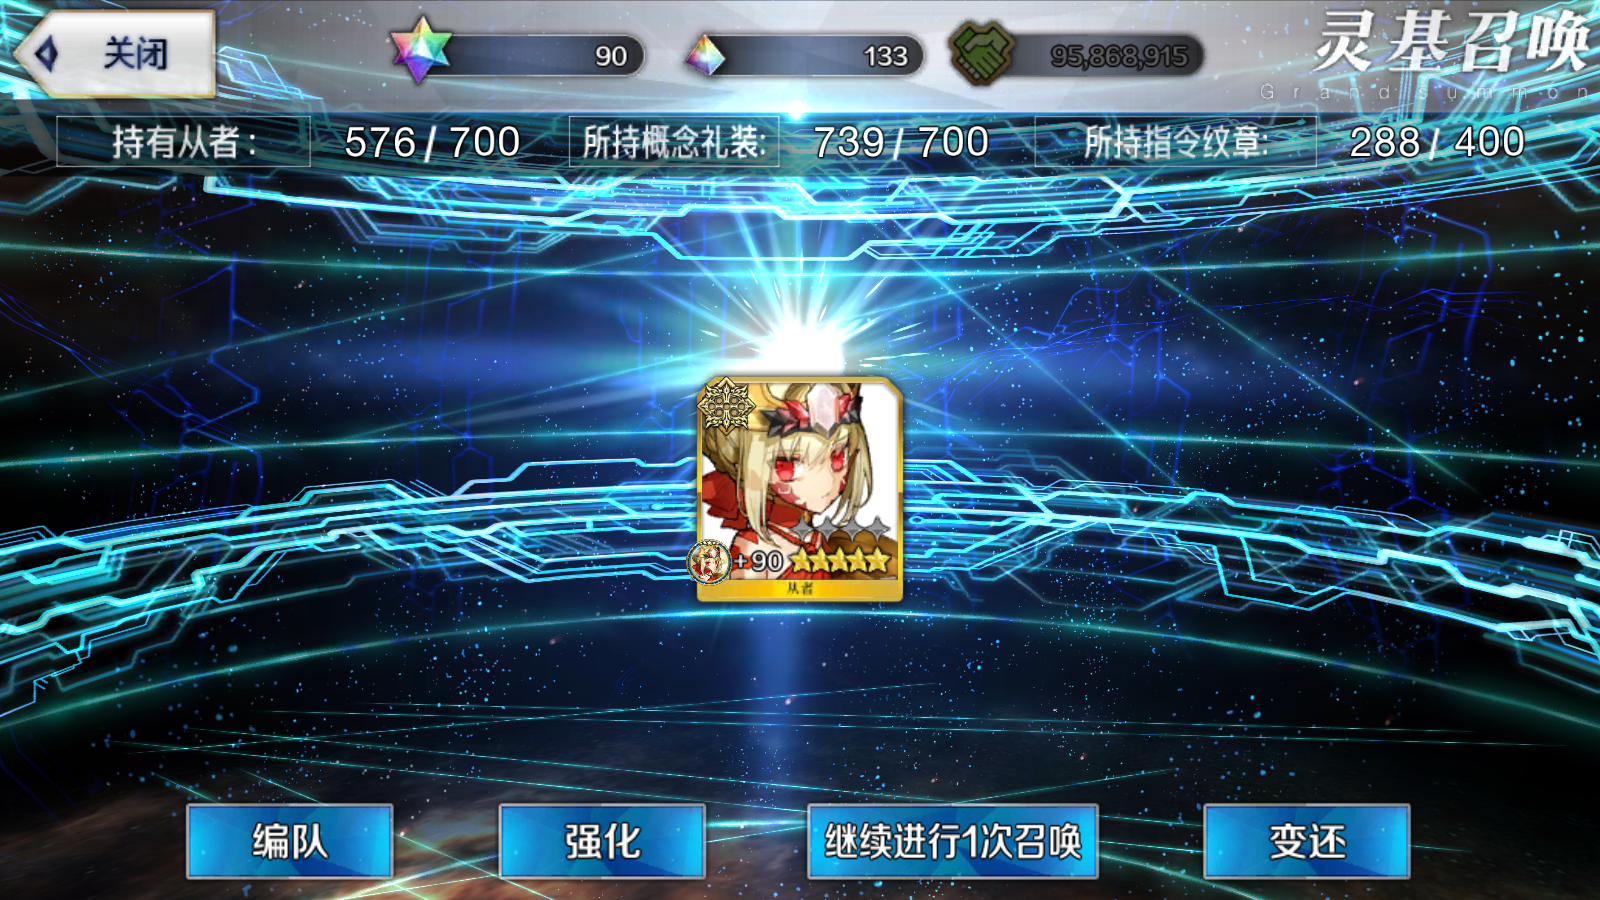 关闭
90
133
95,868,915
灵基召唤
Grand summon
持有从者:
576/700
所持概念礼装:
739/700
所持指令纹章:
288/400
+90
从者
编队
强化
继续进行1次召唤
变还